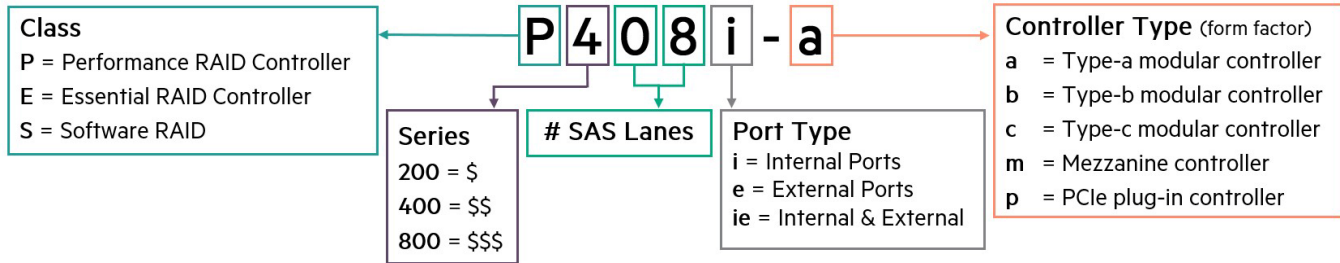 P408i-a
Class
P = Performance RAID Controller
E = Essential RAID Controller
S = Software RAID
Series
200 = $
400 = $$
800 = $$$
# SAS Lanes
Port Type
i = Internal Ports
e = External Ports
ie = Internal & External
Controller Type (form factor)
a = Type-a modular controller
b = Type-b modular controller
c = Type-c modular controller
m = Mezzanine controller
p = PCIe plug-in controller